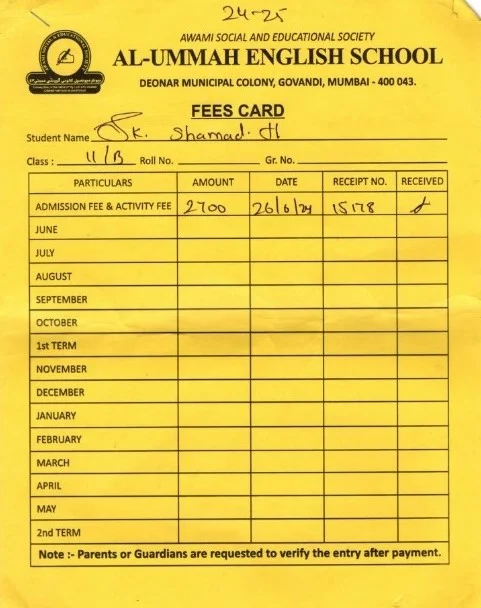 24-25
AWAMI SOCIAL AND EDUCATIONAL SOCIETY
AL-UMMAH ENGLISH SCHOOL
DEONAR MUNICIPAL COLONY, GOVANDI, MUMBAI - 400 043.
FEES CARD
Student Name Sk. Shamad. H
Class : II/B Roll No. Gr. No.
PARTICULARS AMOUNT DATE RECEIPT NO. RECEIVED
ADMISSION FEE & ACTIVITY FEE 2700 26/6/24 15178
JUNE
JULY
AUGUST
SEPTEMBER
OCTOBER
1st TERM
NOVEMBER
DECEMBER
JANUARY
FEBRUARY
MARCH
APRIL
MAY
2nd TERM
Note :- Parents or Guardians are requested to verify the entry after payment.